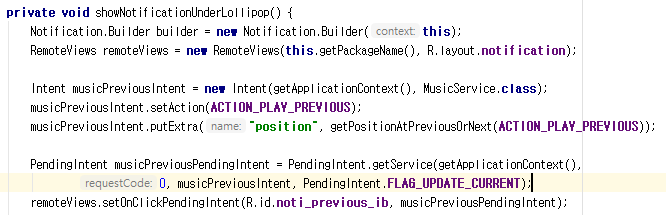 private void showNotificationUnderLollipop() {
Notification.Builder builder = new Notification.Builder( context: this);
RemoteViews remoteViews = new RemoteViews(this.getPackageName(), R.layout.notification);
Intent musicPreviousIntent = new Intent(getApplicationContext(), MusicService.class);
musicPreviousIntent.setAction(ACTION_PLAY_PREVIOUS);
musicPreviousIntent.putExtra( name: "position", getPositionAtPreviousOrNext(ACTION_PLAY_PREVIOUS));
PendingIntent musicPreviousPendingIntent = PendingIntent.getService(getApplicationContext(),
requestCode: 0, musicPreviousIntent, PendingIntent.FLAG_UPDATE_CURRENT);
remoteViews.setOnClickPendingIntent(R.id.noti_previous_ib, musicPreviousPendingIntent);